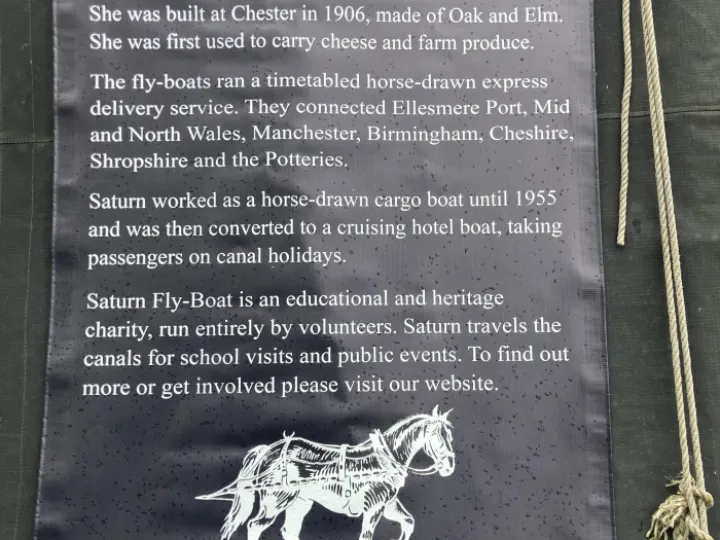 She was built at Chester in 1906, made of Oak and Elm.
She was first used to carry cheese and farm produce.
The fly-boats ran a timetabled horse-drawn express
delivery service. They connected Ellesmere Port, Mid
and North Wales, Manchester, Birmingham, Cheshire,
Shropshire and the Potteries.
Saturn worked as a horse-drawn cargo boat until 1955
and was then converted to a cruising hotel boat, taking
passengers on canal holidays.
Saturn Fly-Boat is an educational and heritage
charity, run entirely by volunteers. Saturn travels the
canals for school visits and public events. To find out
more or get involved please visit our website.